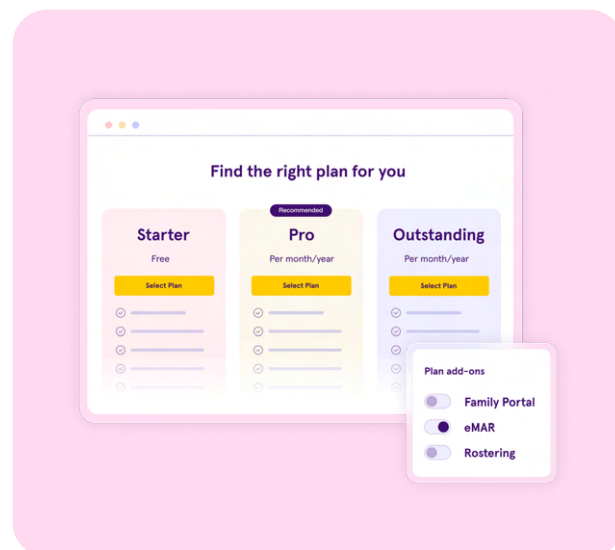 Find the right plan for you
Recommended
Starter
Pro
Outstanding
Free
Per month/year
Per month/year
Select Plan
Select Plan
Select Plan
Plan add-ons
Family Portal
eMAR
Rostering